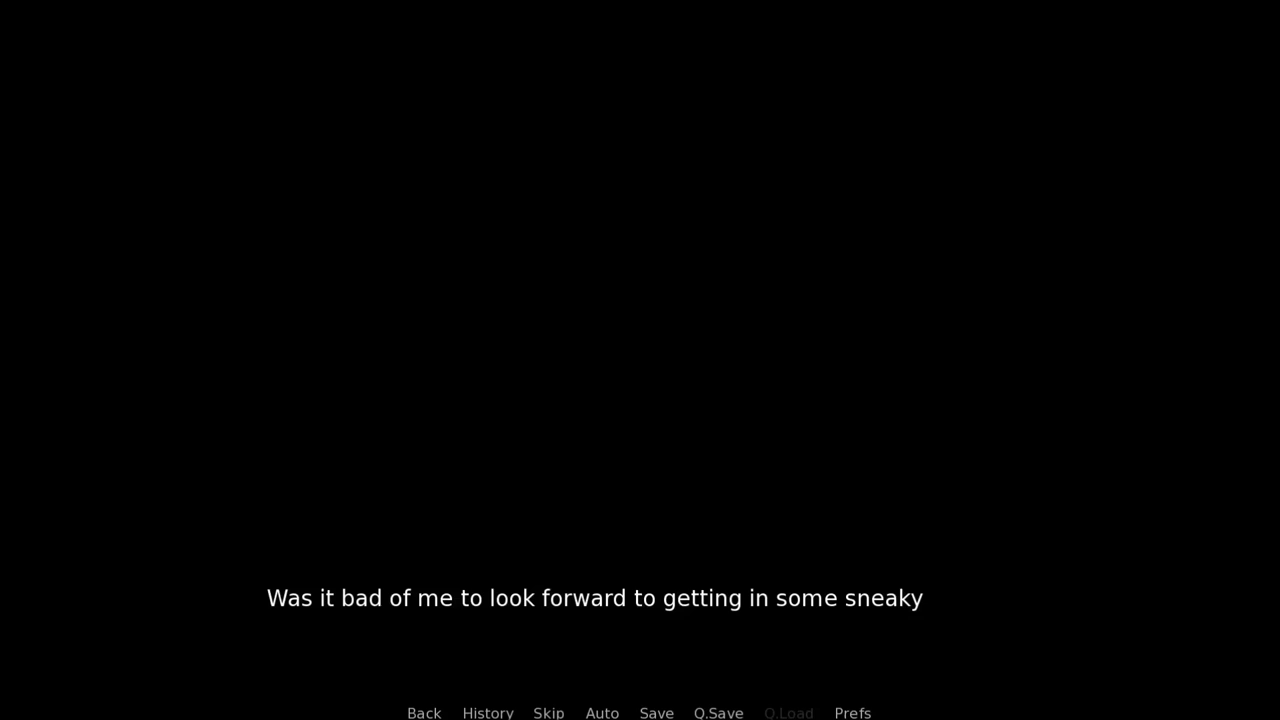 Was it bad of me to look forward to getting in some sneaky
Back History Skip Auto Save Q.Save Q.Load Prefs